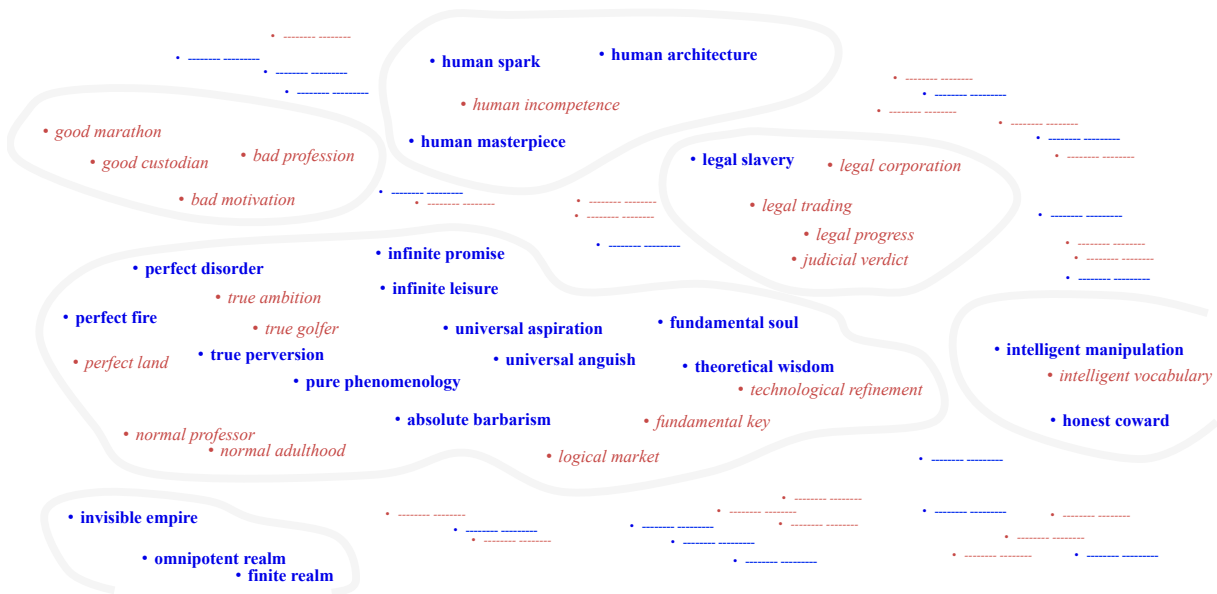 • human spark
• human architecture
• human incompetence
• human masterpiece
• good marathon
• good custodian
• bad profession
• bad motivation
• legal slavery
• legal corporation
• legal trading
• legal progress
• judicial verdict
• infinite promise
• perfect disorder
• infinite leisure
• true ambition
• perfect fire
• true golfer
• universal aspiration
• fundamental soul
• true perversion
• perfect land
• universal anguish
• theoretical wisdom
• pure phenomenology
• technological refinement
• absolute barbarism
• fundamental key
• normal professor
• normal adulthood
• logical market
• intelligent manipulation
• intelligent vocabulary
• honest coward
• invisible empire
• omnipotent realm
• finite realm